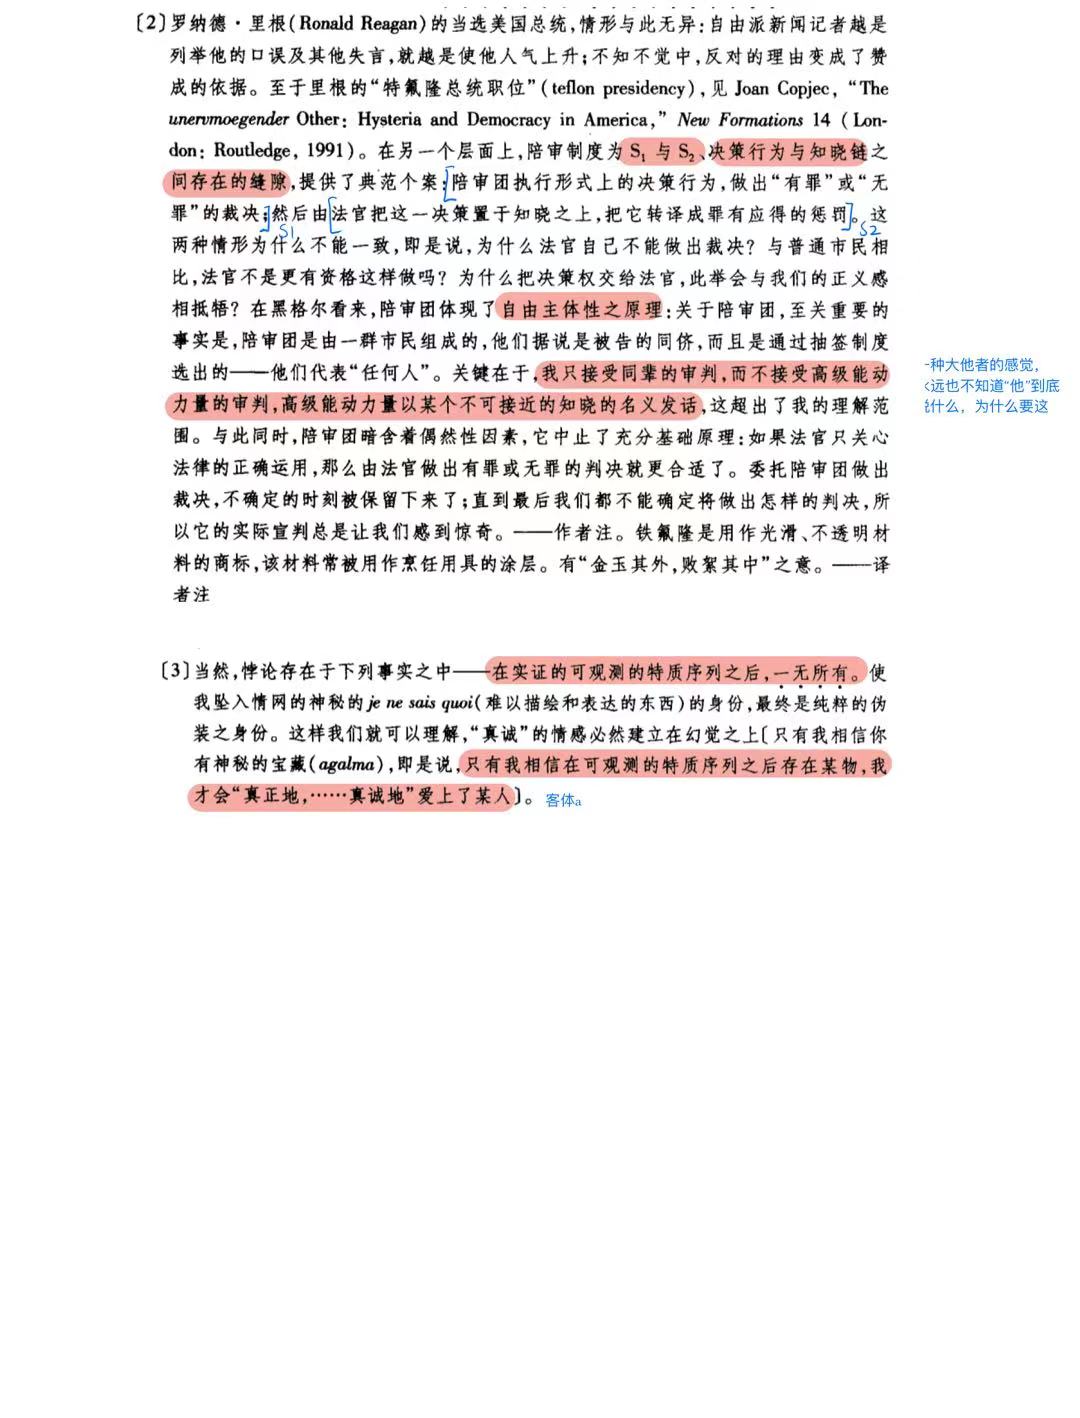 〔2〕罗纳德·里根(Ronald Reagan)的当选美国总统,情形与此无异:自由派新闻记者越是
列举他的口误及其他失言,就越是使他人气上升;不知不觉中,反对的理由变成了赞
成的依据。至于里根的“特氟隆总统职位”(teflon presidency),见 Joan Copjec, “The
unervmoegender Other: Hysteria and Democracy in America,” New Formations 14 (Lon-
don: Routledge, 1991)。在另一个层面上,陪审制度为 S₁ 与 S₂、决策行为与知晓链之
间存在的缝隙,提供了典范个案:[陪审团执行形式上的决策行为,做出“有罪”或“无
罪”的裁决;]然后由[法官把这一决策置于知晓之上,把它转译成罪有应得的惩罚]。这
S1
S2
两种情形为什么不能一致,即是说,为什么法官自己不能做出裁决?与普通市民相
比,法官不是更有资格这样做吗?为什么把决策权交给法官,此举会与我们的正义感
相抵牾?在黑格尔看来,陪审团体现了自由主体性之原理:关于陪审团,至关重要的
事实是,陪审团是由一群市民组成的,他们据说是被告的同侪,而且是通过抽签制度
选出的——他们代表“任何人”。关键在于,我只接受同辈的审判,而不接受高级能动
力量的审判,高级能动力量以某个不可接近的知晓的名义发话,这超出了我的理解范
围。与此同时,陪审团暗含着偶然性因素,它中止了充分基础原理:如果法官只关心
法律的正确运用,那么由法官做出有罪或无罪的判决就更合适了。委托陪审团做出
裁决,不确定的时刻被保留下来了;直到最后我们都不能确定将做出怎样的判决,所
以它的实际宣判总是让我们感到惊奇。——作者注。铁氟隆是用作光滑、不透明材
料的商标,该材料常被用作烹饪用具的涂层。有“金玉其外,败絮其中”之意。——译
者注
一种大他者的感觉,
远也不知道“他”到底
什么,为什么要这
〔3〕当然,悖论存在于下列事实之中——在实证的可观测的特质序列之后,一无所有。使
我坠入情网的神秘的 je ne sais quoi(难以描绘和表达的东西)的身份,最终是纯粹的伪
装之身份。这样我们就可以理解,“真诚”的情感必然建立在幻觉之上〔只有我相信你
有神秘的宝藏(agalma),即是说,只有我相信在可观测的特质序列之后存在某物,我
才会“真正地,……真诚地”爱上了某人〕。 客体a